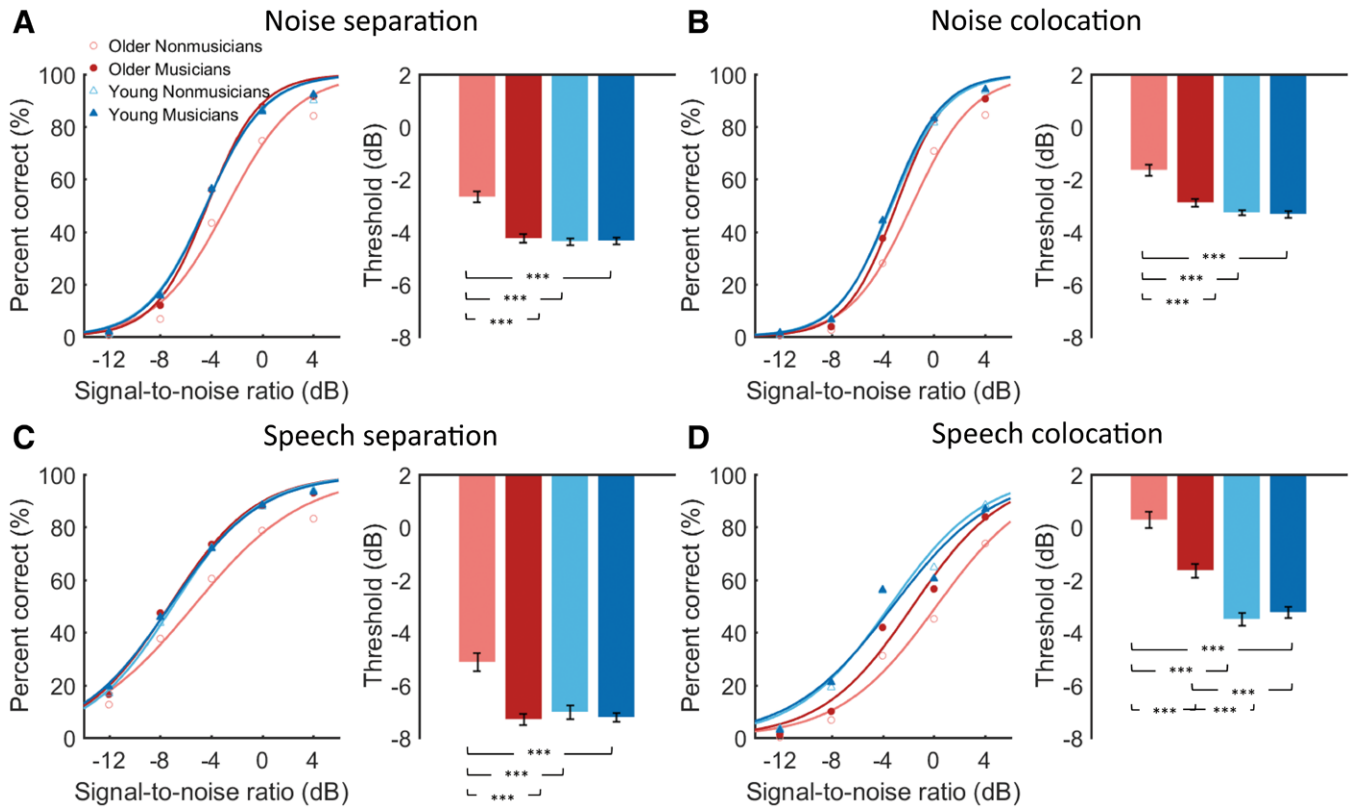 A Noise separation
Older Nonmusicians
Older Musicians
Young Nonmusicians
Young Musicians
Percent correct (%)
100
80
60
40
20
0
-12 -8 -4 0 4
Signal-to-noise ratio (dB)
Threshold (dB)
2
0
-2
-4
-6
-8
***
***
***
B Noise colocation
Percent correct (%)
100
80
60
40
20
0
-12 -8 -4 0 4
Signal-to-noise ratio (dB)
Threshold (dB)
2
0
-2
-4
-6
-8
***
***
***
C Speech separation
Percent correct (%)
100
80
60
40
20
0
-12 -8 -4 0 4
Signal-to-noise ratio (dB)
Threshold (dB)
2
0
-2
-4
-6
-8
***
***
***
D Speech colocation
Percent correct (%)
100
80
60
40
20
0
-12 -8 -4 0 4
Signal-to-noise ratio (dB)
Threshold (dB)
2
0
-2
-4
-6
-8
***
***
***
*** ***